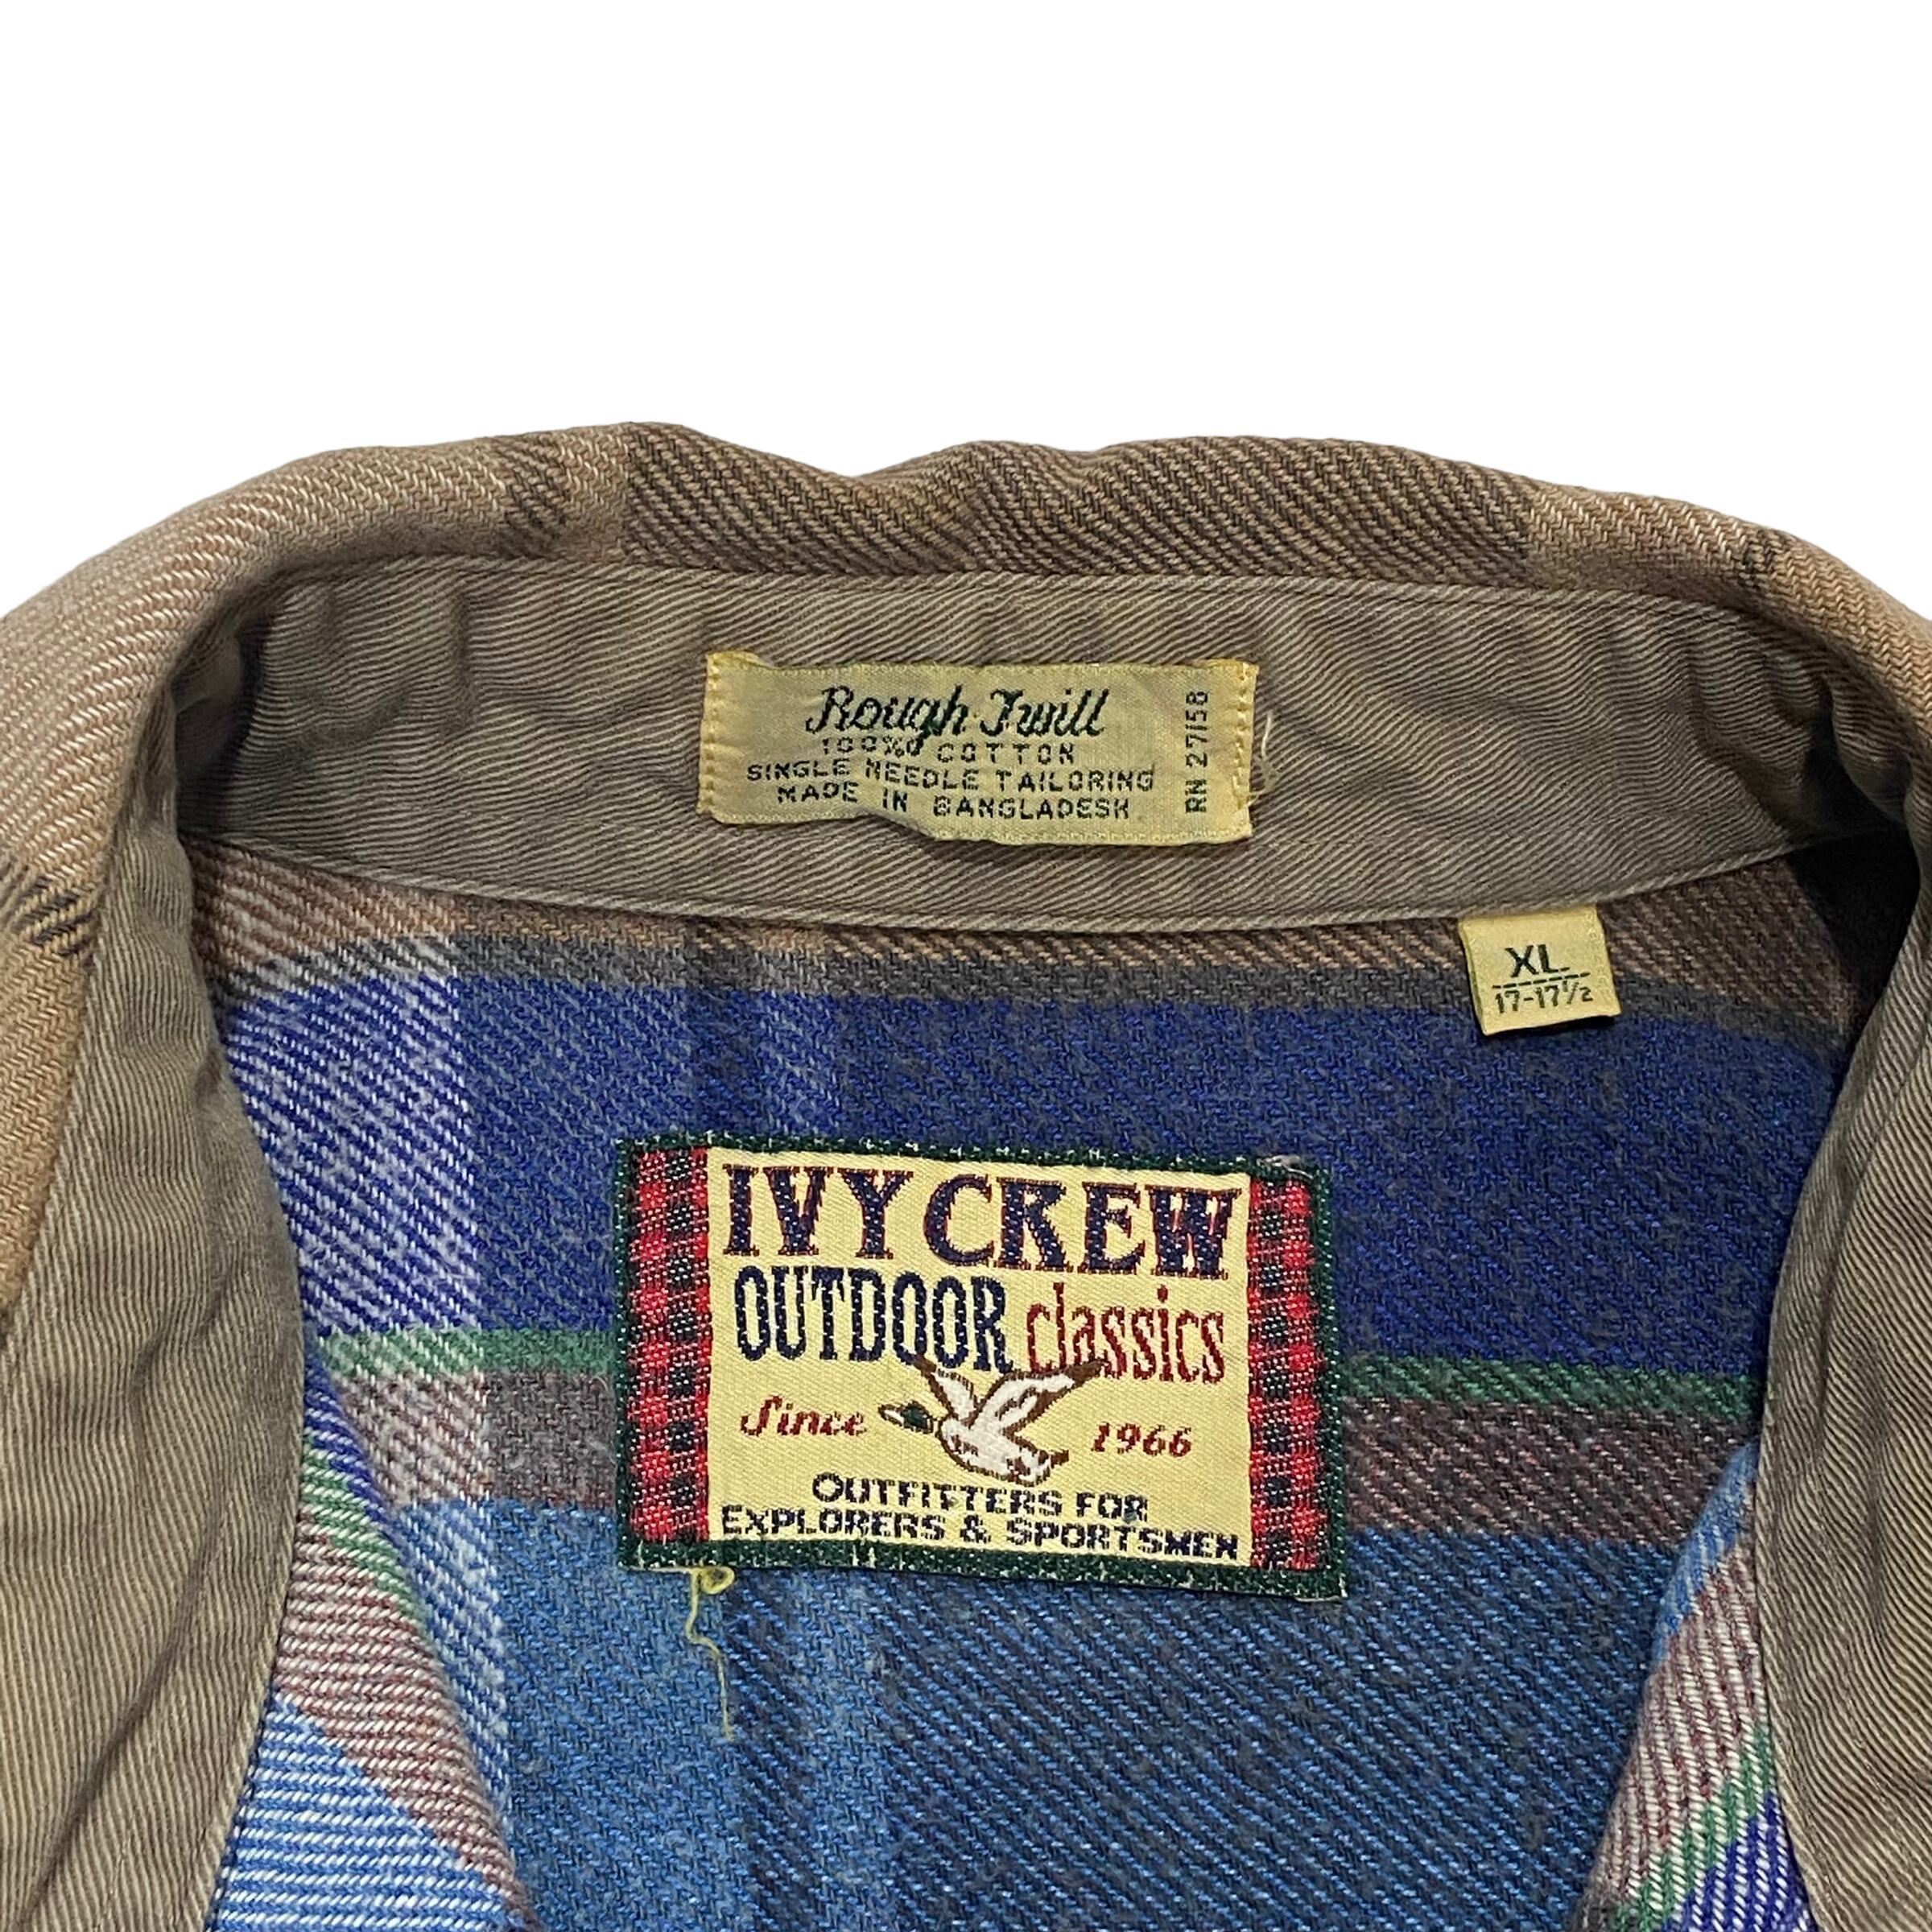 Rough Twill
100% COTTON
SINGLE NEEDLE TAILORING
MADE IN BANGLADESH
RN 27158
XL
17-17½
IVY CREW
OUTDOOR classics
Since 1966
OUTFITTERS FOR
EXPLORERS & SPORTSMEN